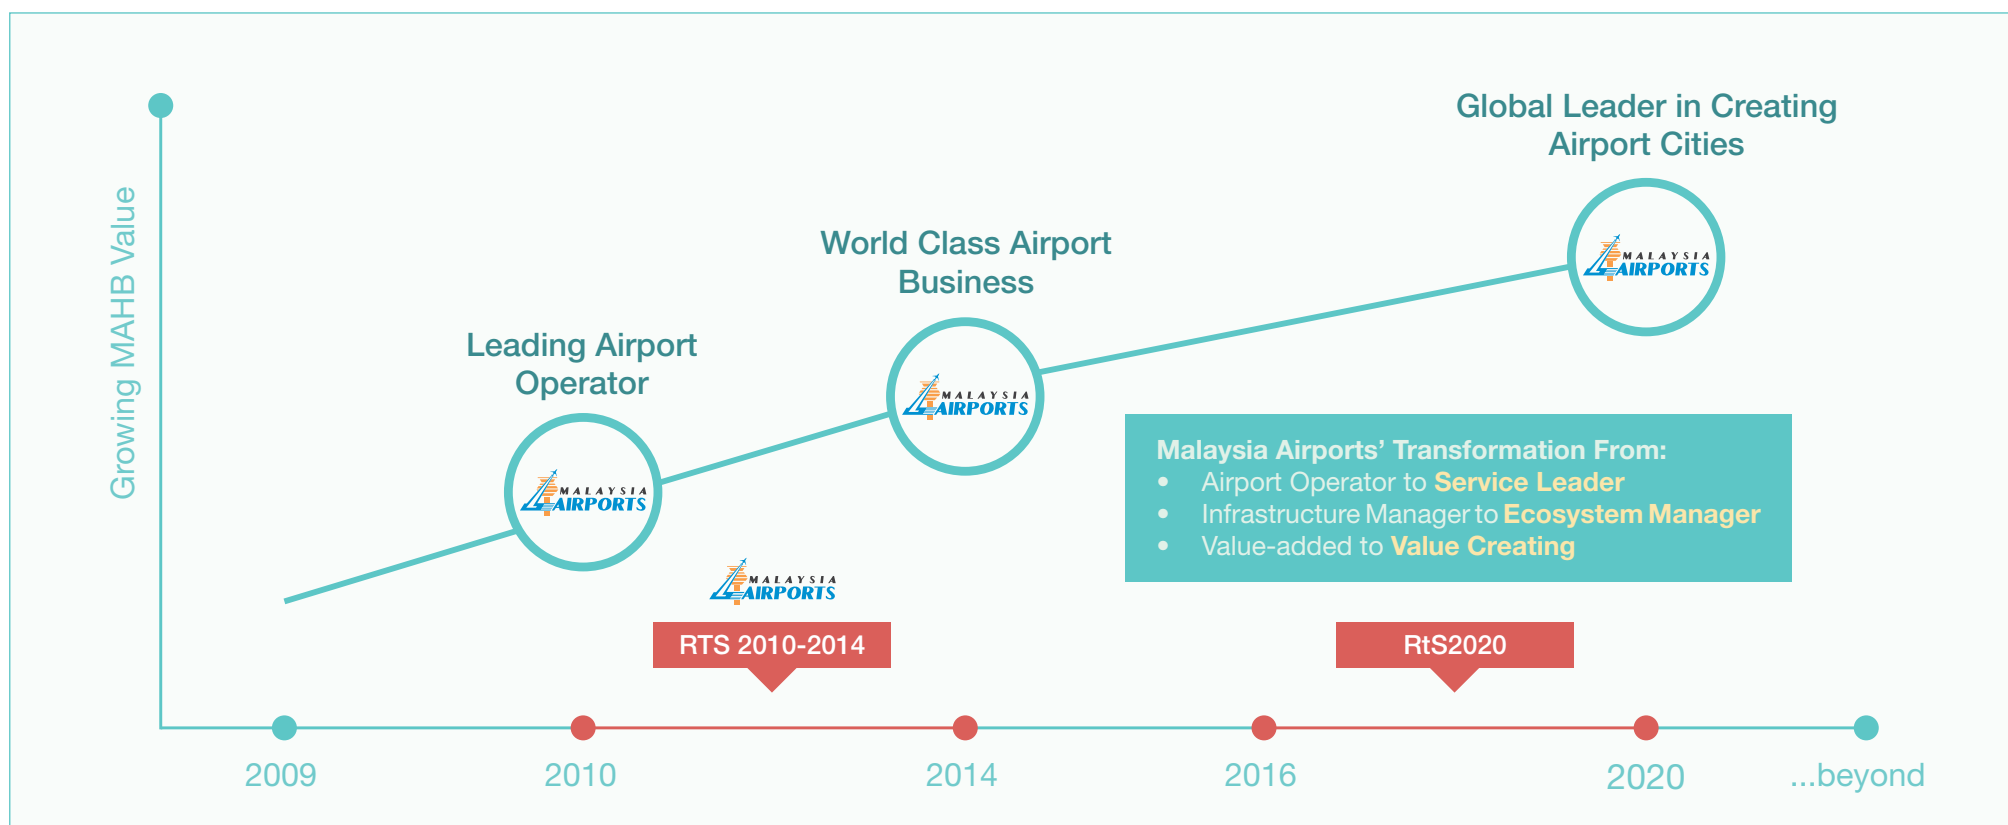 Growing MAHB Value
Global Leader in Creating
Airport Cities
MALAYSIA
AIRPORTS
World Class Airport
Business
MALAYSIA
AIRPORTS
Leading Airport
Operator
MALAYSIA
AIRPORTS
Malaysia Airports’ Transformation From:
• Airport Operator to Service Leader
• Infrastructure Manager to Ecosystem Manager
• Value-added to Value Creating
MALAYSIA
AIRPORTS
RTS 2010-2014
RtS2020
2009
2010
2014
2016
2020
...beyond